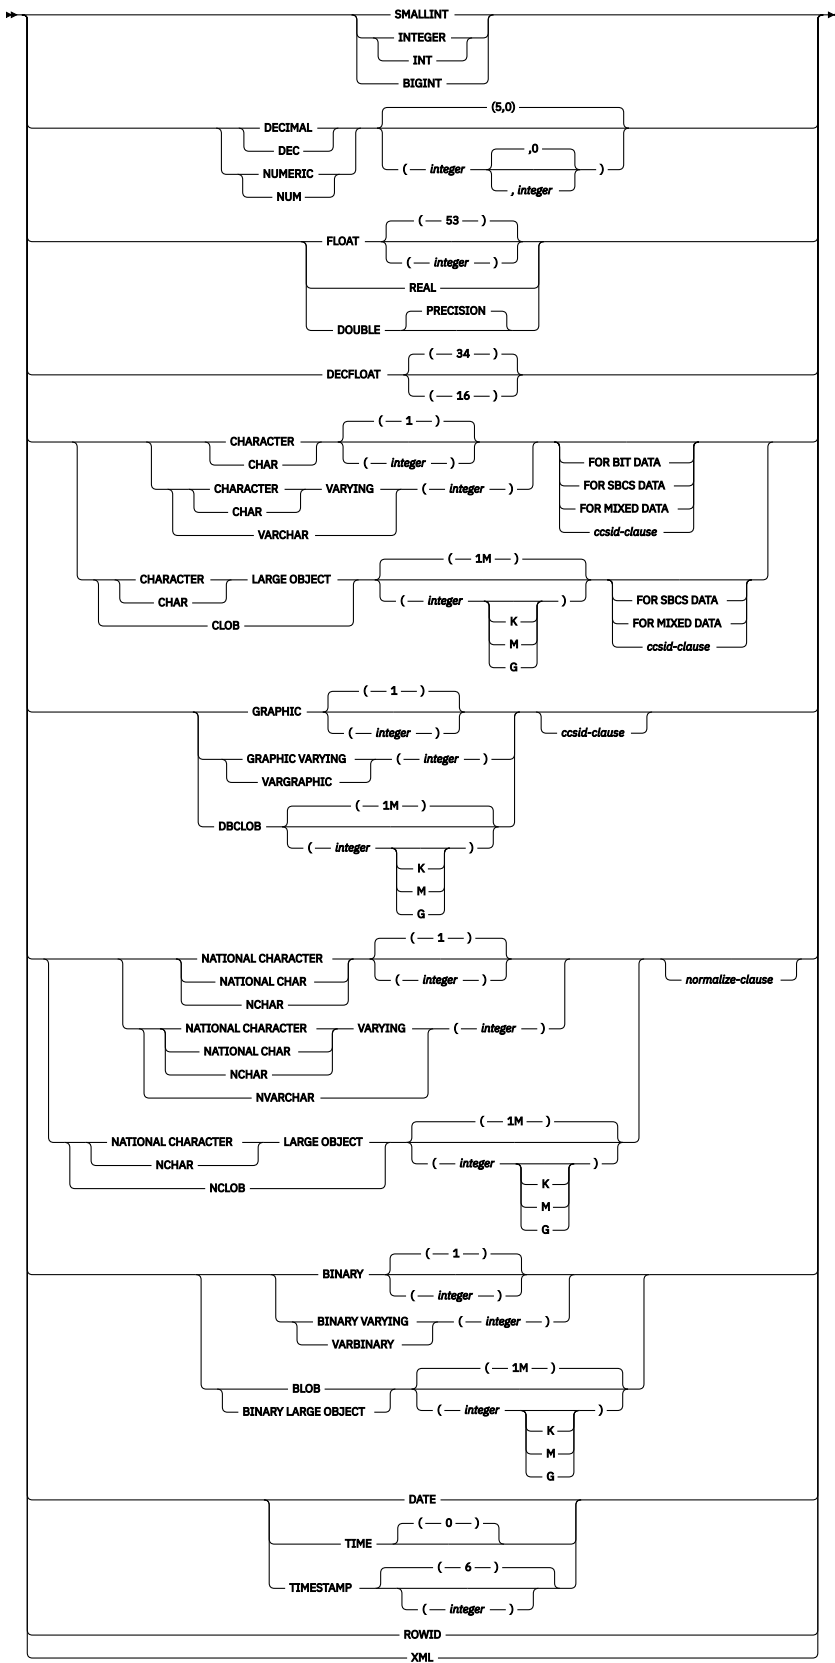 SMALLINT
INTEGER
INT
BIGINT
(5,0)
DECIMAL
DEC
,0
NUMERIC
( integer )
NUM
, integer
( 53 )
FLOAT
( integer )
REAL
PRECISION
DOUBLE
( 34 )
DECFLOAT
( 16 )
( 1 )
CHARACTER
CHAR
( integer )
FOR BIT DATA
CHARACTER VARYING ( integer )
FOR SBCS DATA
CHAR
FOR MIXED DATA
VARCHAR
ccsid-clause
( 1M )
CHARACTER LARGE OBJECT
CHAR
( integer )
FOR SBCS DATA
CLOB
K
FOR MIXED DATA
M
ccsid-clause
G
( 1 )
GRAPHIC
( integer )
ccsid-clause
GRAPHIC VARYING ( integer )
VARGRAPHIC
( 1M )
DBCLOB
( integer )
K
M
G
( 1 )
NATIONAL CHARACTER
NATIONAL CHAR
( integer )
normalize-clause
NCHAR
NATIONAL CHARACTER VARYING ( integer )
NATIONAL CHAR
NCHAR
NVARCHAR
( 1M )
NATIONAL CHARACTER LARGE OBJECT
NCHAR
( integer )
NCLOB
K
M
G
( 1 )
BINARY
( integer )
BINARY VARYING ( integer )
VARBINARY
( 1M )
BLOB
BINARY LARGE OBJECT
( integer )
K
M
G
DATE
( 0 )
TIME
( 6 )
TIMESTAMP
( integer )
ROWID
XML